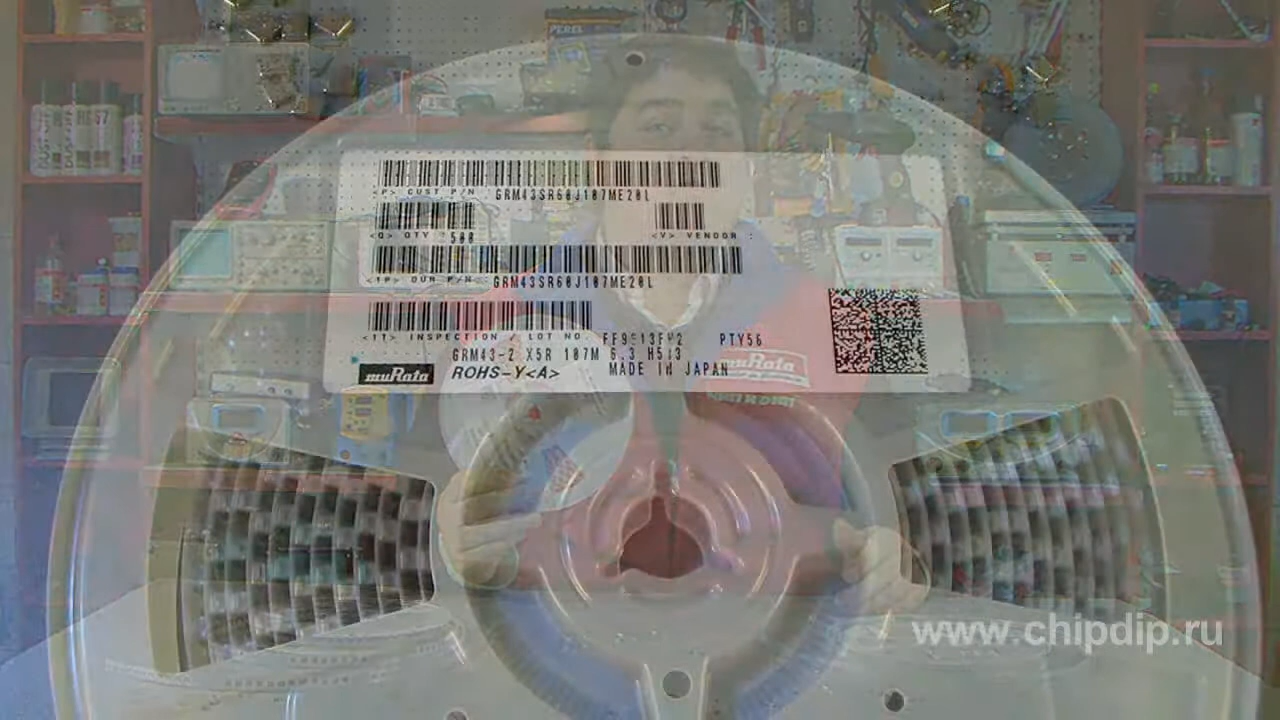 PEREL
<P> CUST P/N : GRM43SR60J107ME20L
<Q> QTY : 500 <V> VENDOR :
<1P> OUR P/N : GRM43SR60J107ME20L
<1T> INSPECTION / LOT NO. PTY56
GRM43-2 X5R 107M 6.3 H513
muRata ROHS-Y<A> MADE IN JAPAN
muRata
www.chipdip.ru